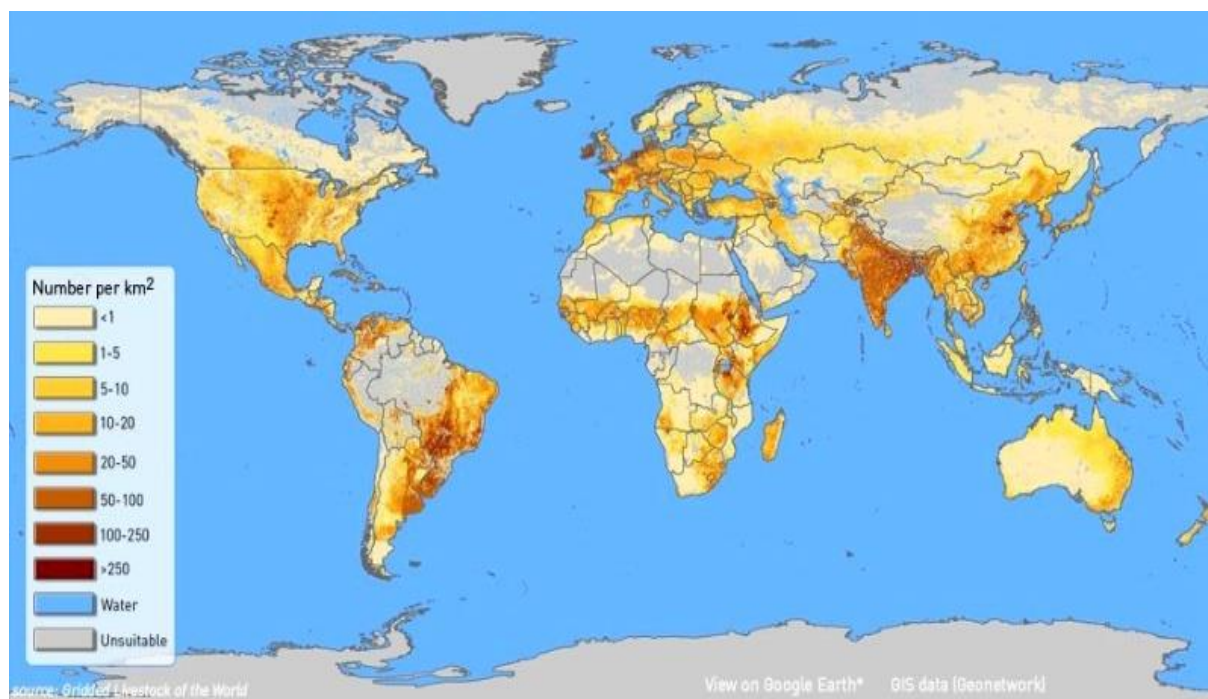 Number per km²
<1
1-5
5-10
10-20
20-50
50-100
100-250
>250
Water
Unsuitable
source: Gridded Livestock of the World
View on Google Earth* GIS data (Geonetwork)